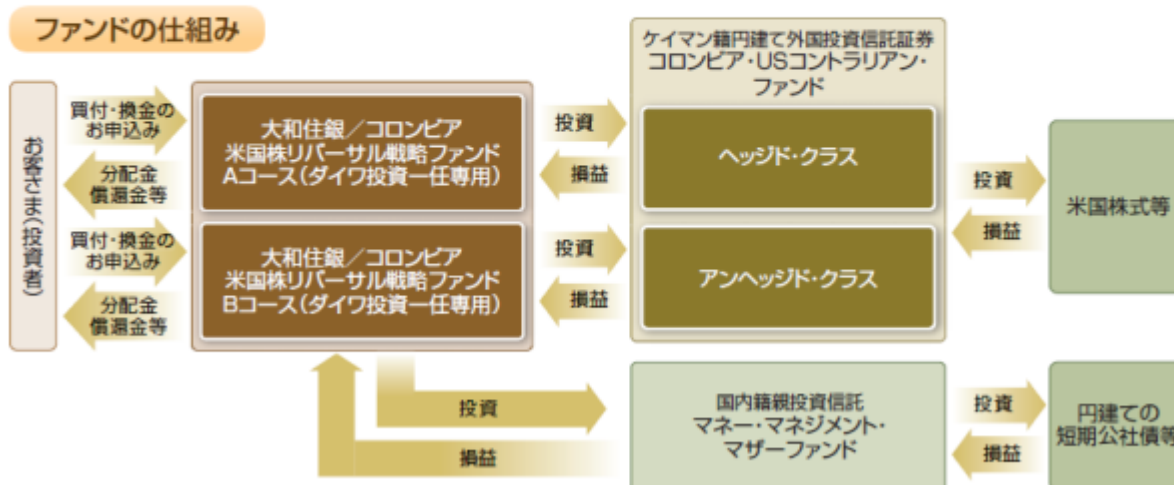 ファンドの仕組み
お客さま(投資者)
買付・換金の
お申込み
分配金
償還金等
買付・換金の
お申込み
分配金
償還金等
大和住銀／コロンビア
米国株リバーサル戦略ファンド
Aコース(ダイワ投資一任専用)
大和住銀／コロンビア
米国株リバーサル戦略ファンド
Bコース(ダイワ投資一任専用)
投資
損益
投資
損益
ケイマン籍円建て外国投資信託証券
コロンビア・USコントラリアン・
ファンド
ヘッジド・クラス
アンヘッジド・クラス
投資
損益
米国株式等
投資
損益
国内籍親投資信託
マネー・マネジメント・
マザーファンド
投資
損益
円建ての
短期公社債等